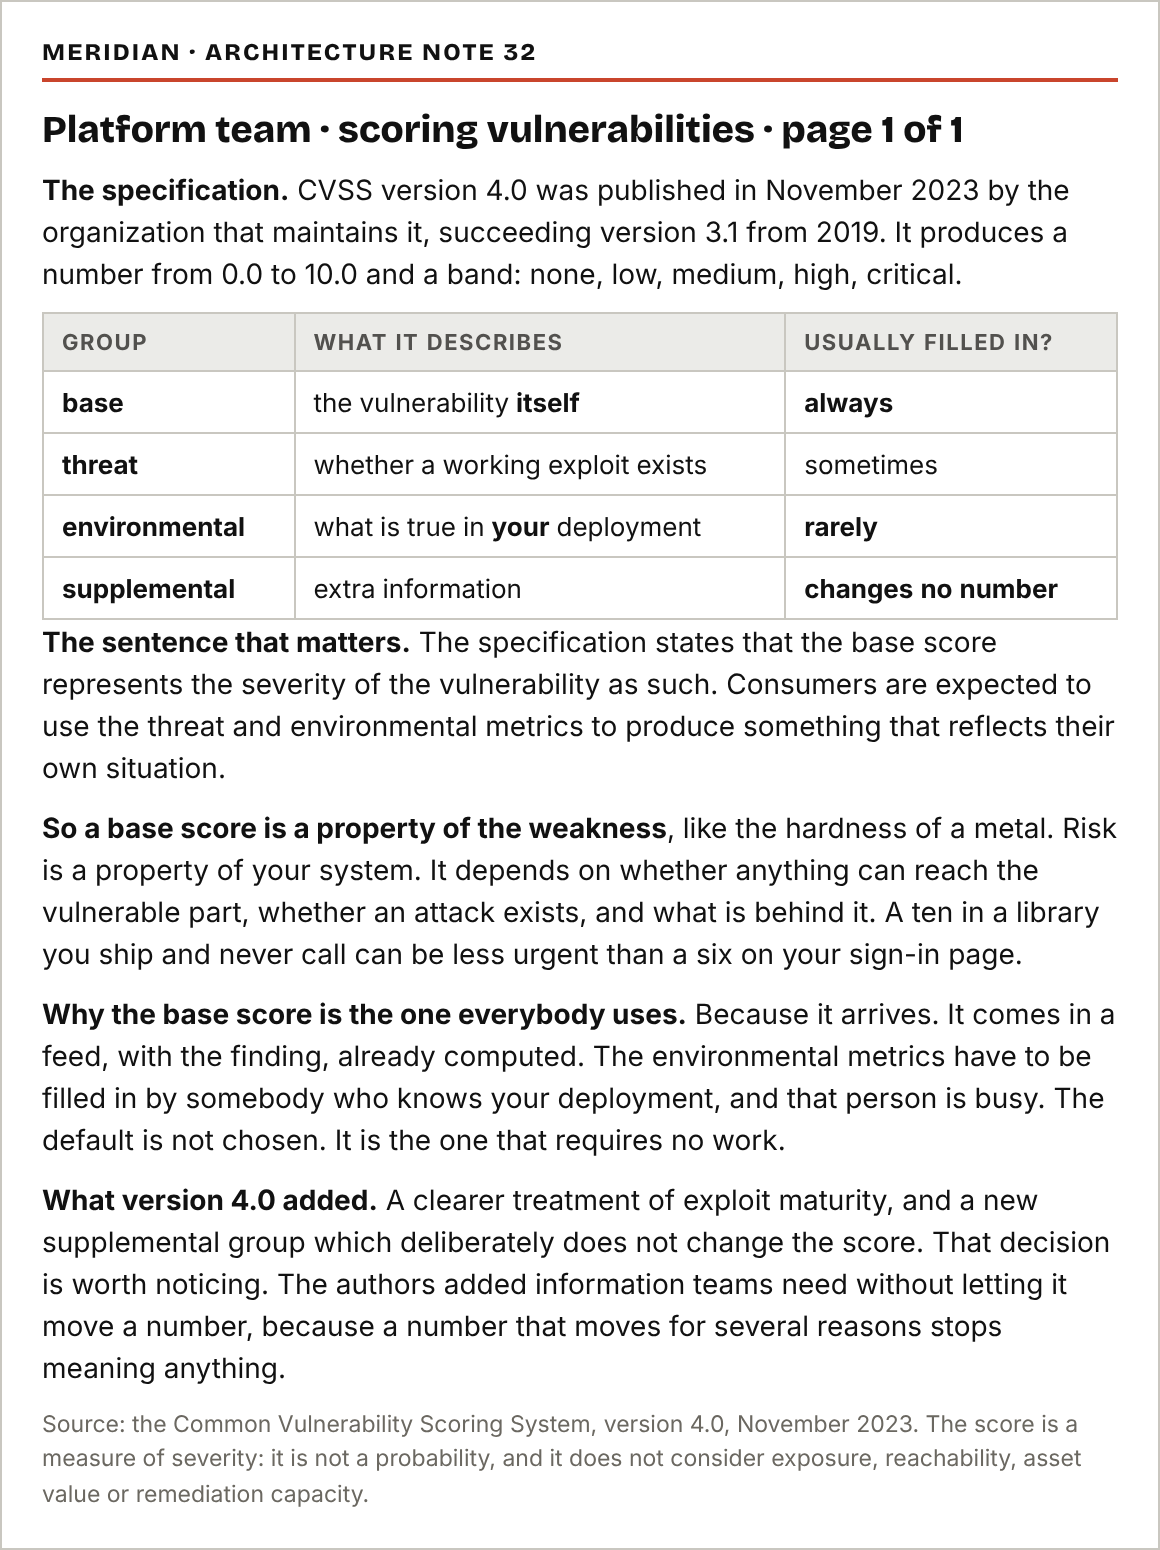 MERIDIAN · ARCHITECTURE NOTE 32
Platform team · scoring vulnerabilities · page 1 of 1
The specification. CVSS version 4.0 was published in November 2023 by the
organization that maintains it, succeeding version 3.1 from 2019. It produces a
number from 0.0 to 10.0 and a band: none, low, medium, high, critical.
GROUP WHAT IT DESCRIBES USUALLY FILLED IN?
base the vulnerability itself always
threat whether a working exploit exists sometimes
environmental what is true in your deployment rarely
supplemental extra information changes no number
The sentence that matters. The specification states that the base score
represents the severity of the vulnerability as such. Consumers are expected to
use the threat and environmental metrics to produce something that reflects their
own situation.
So a base score is a property of the weakness, like the hardness of a metal. Risk
is a property of your system. It depends on whether anything can reach the
vulnerable part, whether an attack exists, and what is behind it. A ten in a library
you ship and never call can be less urgent than a six on your sign-in page.
Why the base score is the one everybody uses. Because it arrives. It comes in a
feed, with the finding, already computed. The environmental metrics have to be
filled in by somebody who knows your deployment, and that person is busy. The
default is not chosen. It is the one that requires no work.
What version 4.0 added. A clearer treatment of exploit maturity, and a new
supplemental group which deliberately does not change the score. That decision
is worth noticing. The authors added information teams need without letting it
move a number, because a number that moves for several reasons stops
meaning anything.
Source: the Common Vulnerability Scoring System, version 4.0, November 2023. The score is a
measure of severity: it is not a probability, and it does not consider exposure, reachability, asset
value or remediation capacity.